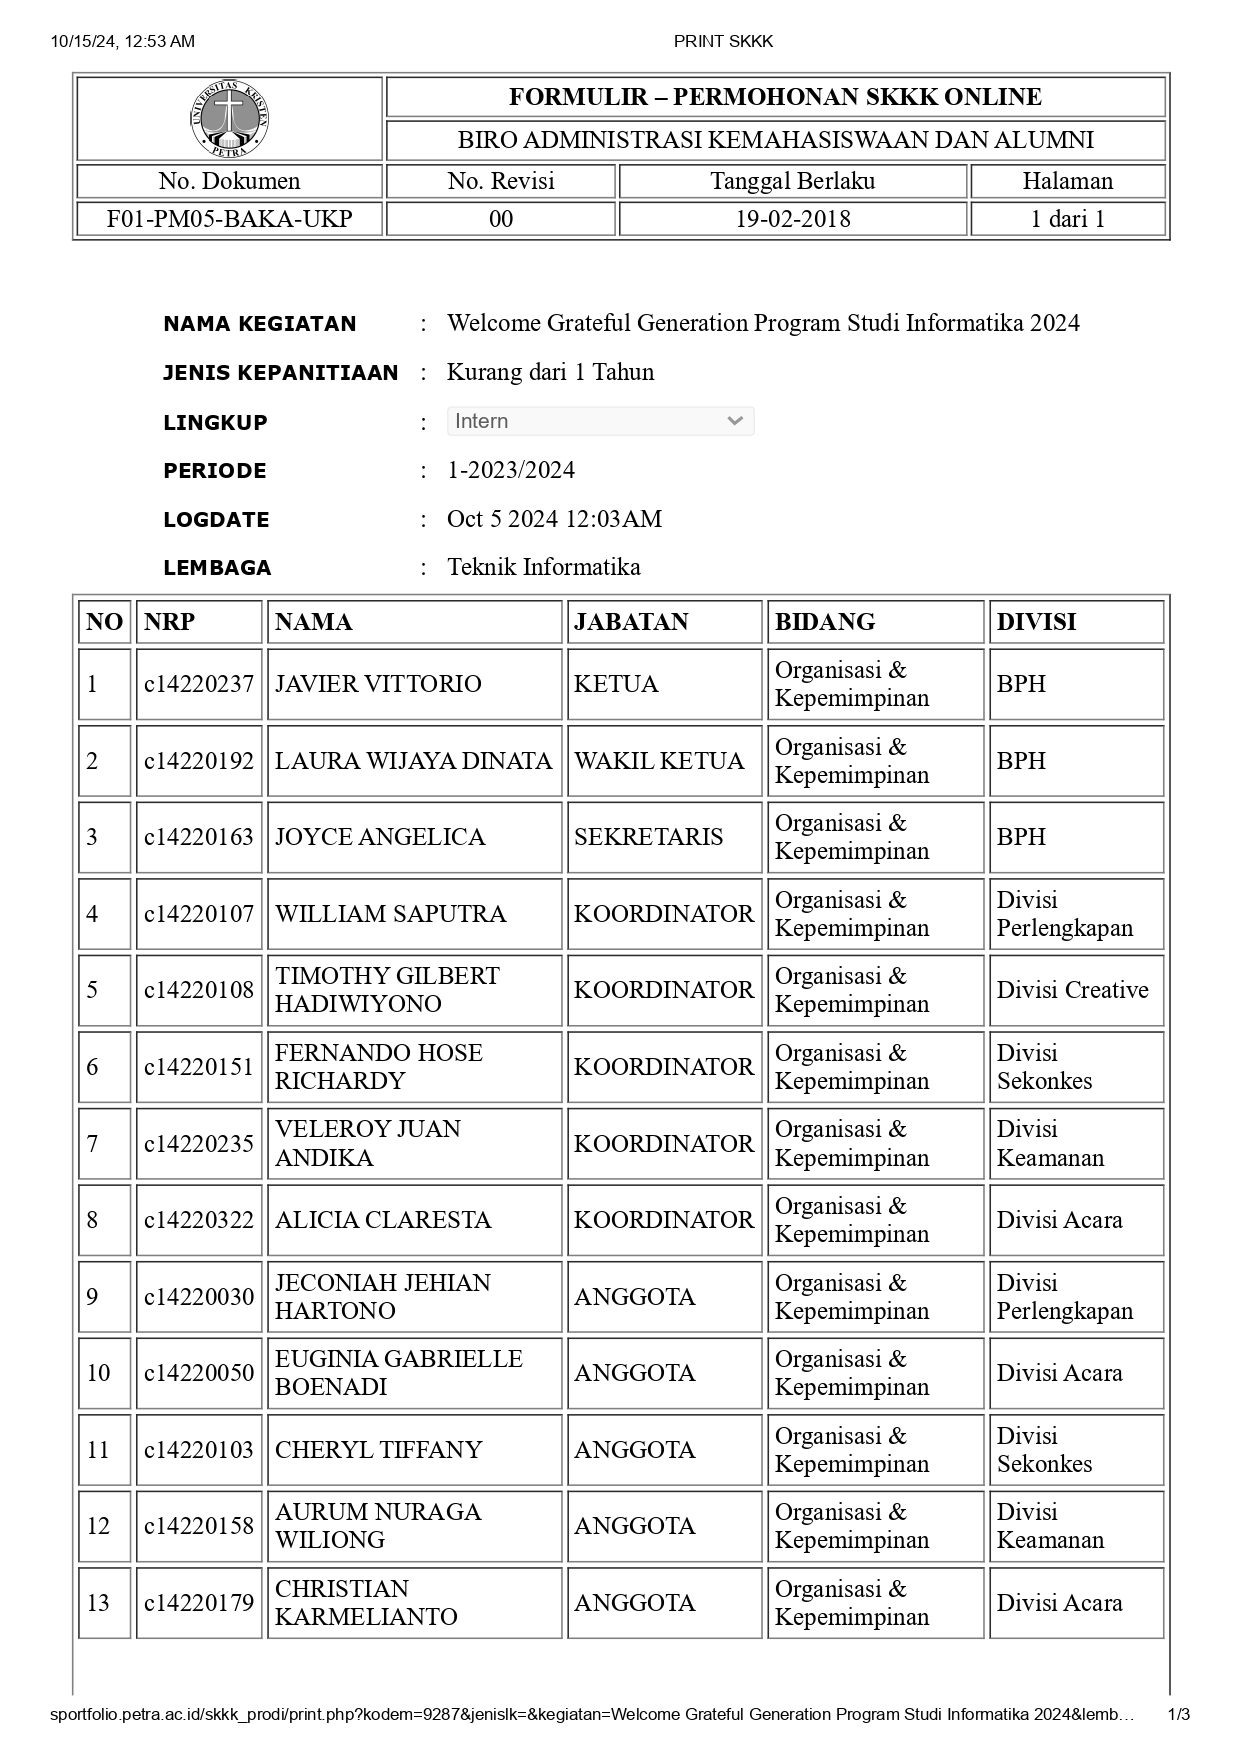 10/15/24, 12:53 AM PRINT SKKK
UNIVERSITAS KRISTEN
PETRA
FORMULIR – PERMOHONAN SKKK ONLINE
BIRO ADMINISTRASI KEMAHASISWAAN DAN ALUMNI
No. Dokumen No. Revisi Tanggal Berlaku Halaman
F01-PM05-BAKA-UKP 00 19-02-2018 1 dari 1
NAMA KEGIATAN : Welcome Grateful Generation Program Studi Informatika 2024
JENIS KEPANITIAAN : Kurang dari 1 Tahun
LINGKUP : Intern
PERIODE : 1-2023/2024
LOGDATE : Oct 5 2024 12:03AM
LEMBAGA : Teknik Informatika
NO NRP NAMA JABATAN BIDANG DIVISI
1 c14220237 JAVIER VITTORIO KETUA Organisasi & Kepemimpinan BPH
2 c14220192 LAURA WIJAYA DINATA WAKIL KETUA Organisasi & Kepemimpinan BPH
3 c14220163 JOYCE ANGELICA SEKRETARIS Organisasi & Kepemimpinan BPH
4 c14220107 WILLIAM SAPUTRA KOORDINATOR Organisasi & Kepemimpinan Divisi Perlengkapan
5 c14220108 TIMOTHY GILBERT HADIWIYONO KOORDINATOR Organisasi & Kepemimpinan Divisi Creative
6 c14220151 FERNANDO HOSE RICHARDY KOORDINATOR Organisasi & Kepemimpinan Divisi Sekonkes
7 c14220235 VELEROY JUAN ANDIKA KOORDINATOR Organisasi & Kepemimpinan Divisi Keamanan
8 c14220322 ALICIA CLARESTA KOORDINATOR Organisasi & Kepemimpinan Divisi Acara
9 c14220030 JECONIAH JEHIAN HARTONO ANGGOTA Organisasi & Kepemimpinan Divisi Perlengkapan
10 c14220050 EUGINIA GABRIELLE BOENADI ANGGOTA Organisasi & Kepemimpinan Divisi Acara
11 c14220103 CHERYL TIFFANY ANGGOTA Organisasi & Kepemimpinan Divisi Sekonkes
12 c14220158 AURUM NURAGA WILIONG ANGGOTA Organisasi & Kepemimpinan Divisi Keamanan
13 c14220179 CHRISTIAN KARMELIANTO ANGGOTA Organisasi & Kepemimpinan Divisi Acara
sportfolio.petra.ac.id/skkk_prodi/print.php?kodem=9287&jenislk=&kegiatan=Welcome Grateful Generation Program Studi Informatika 2024&lemb… 1/3